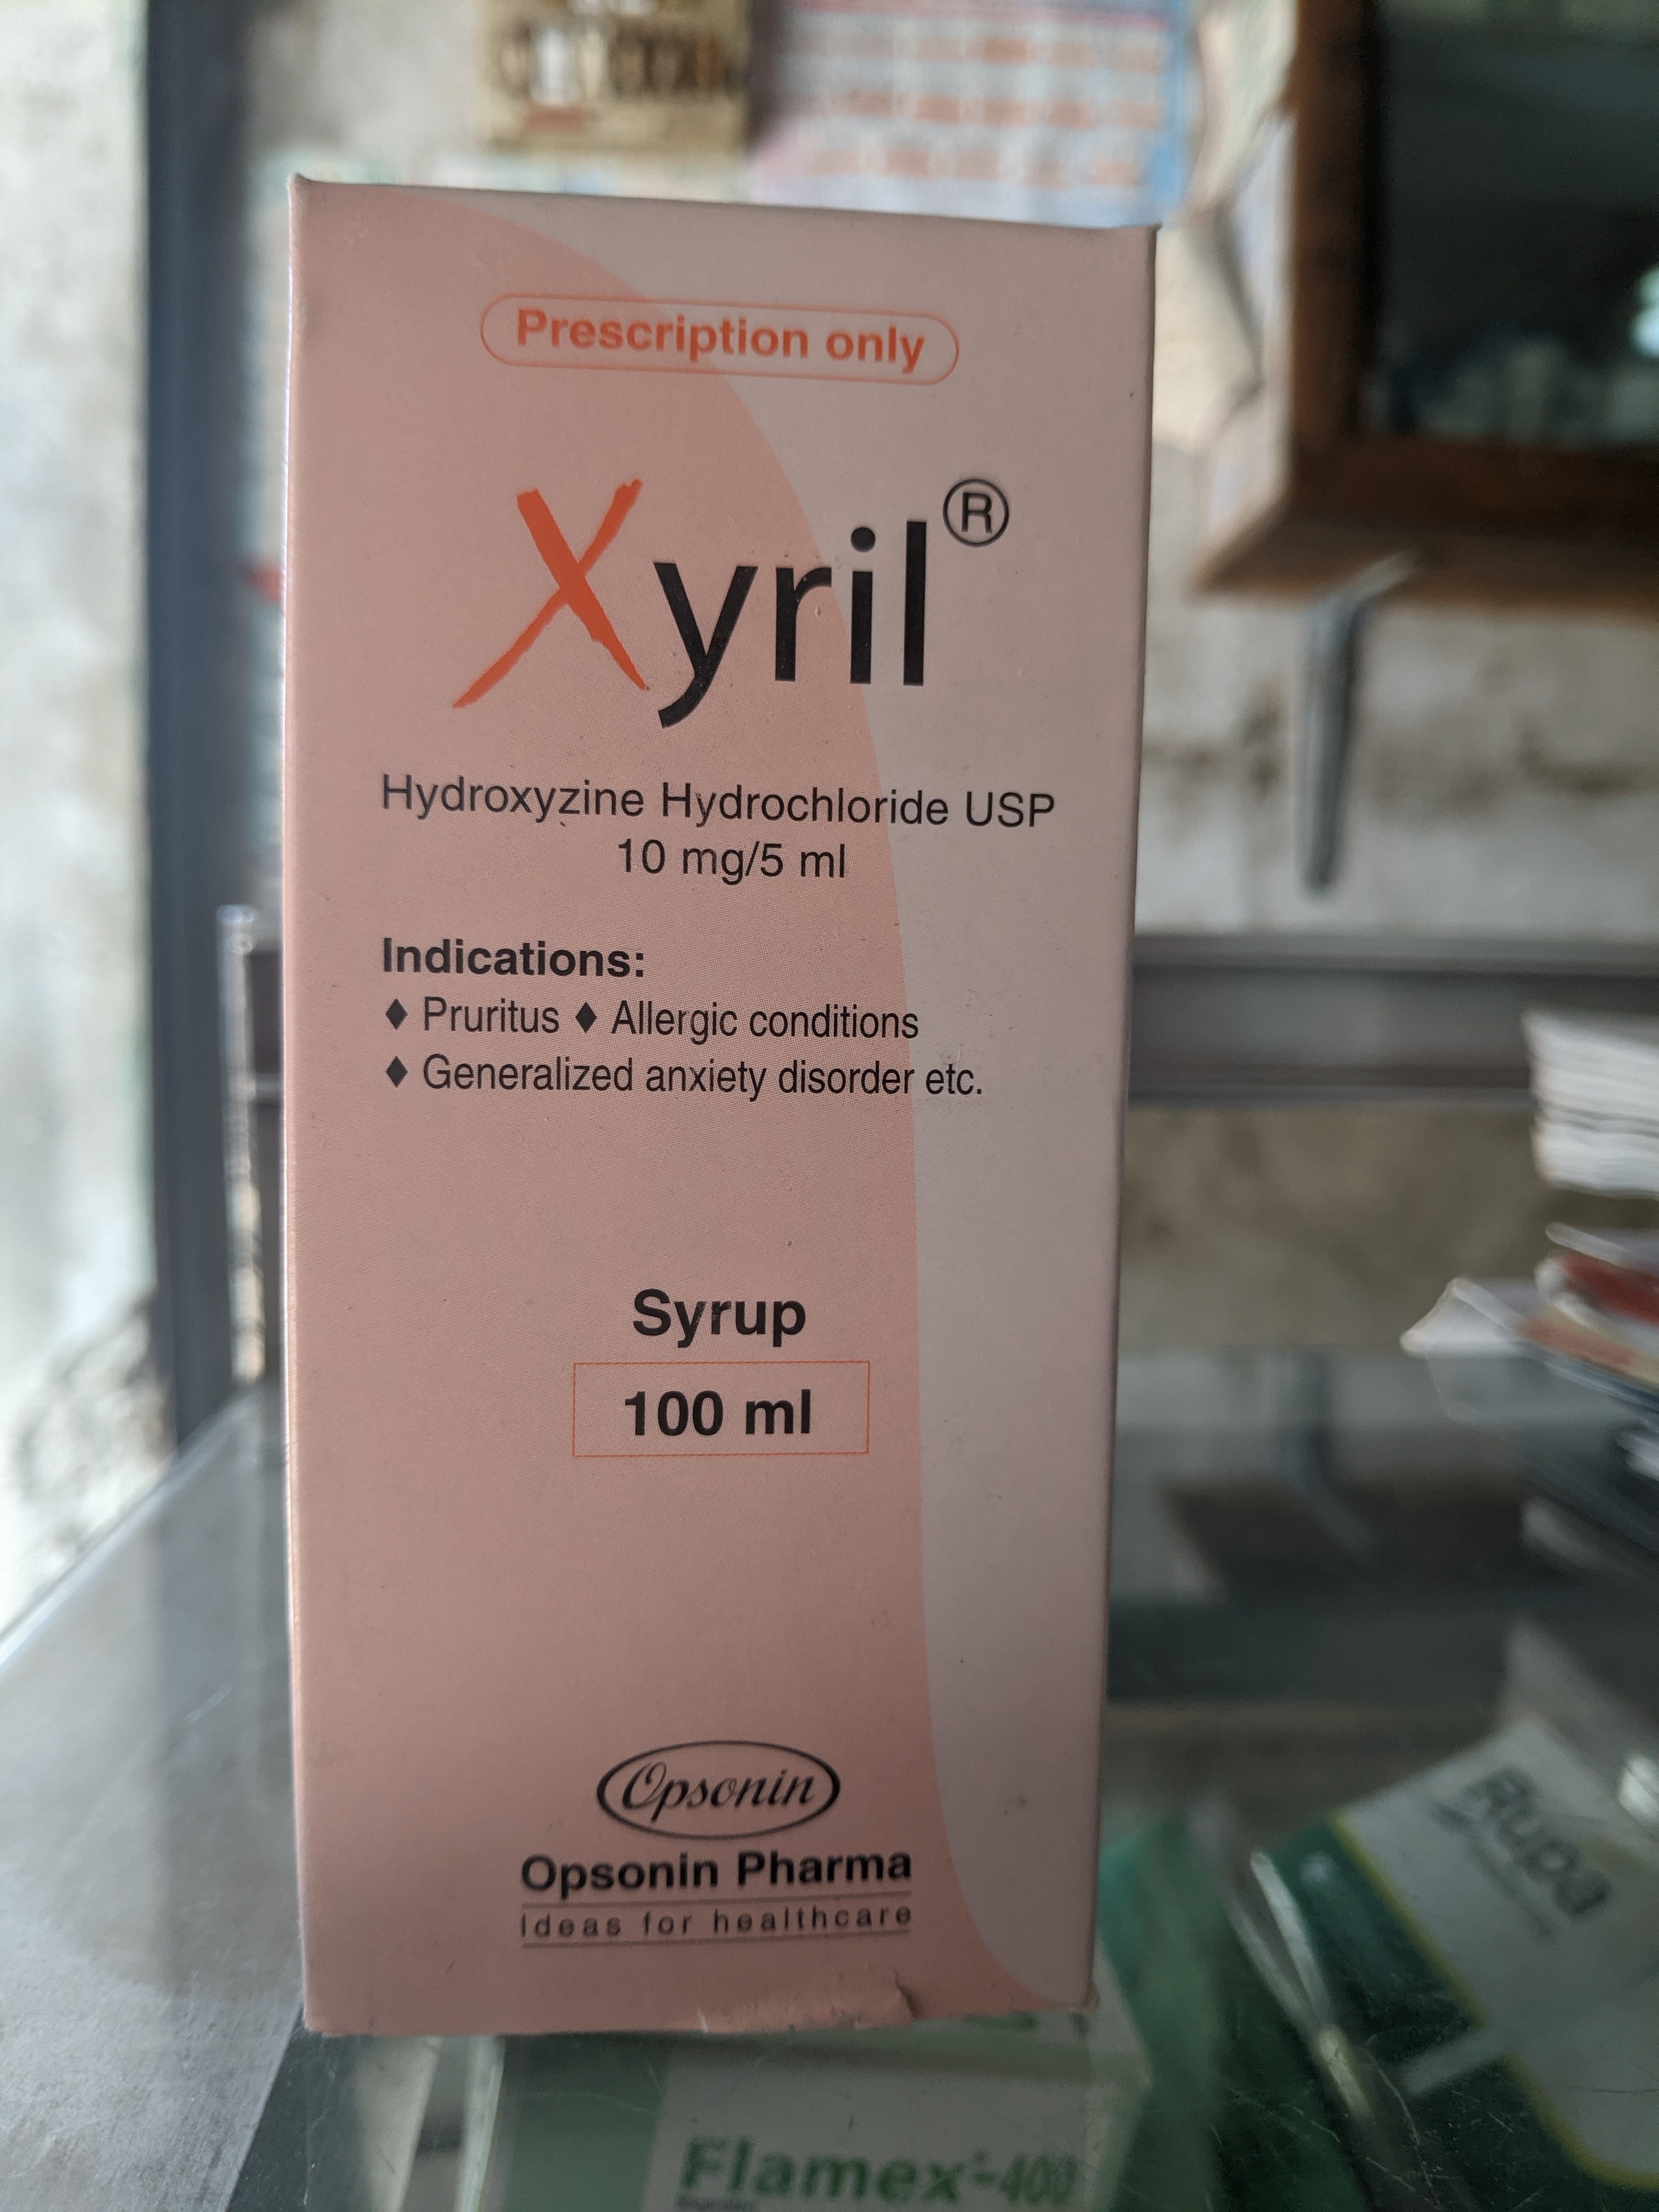 Prescription only
Xyril®
Hydroxyzine Hydrochloride USP
10 mg/5 ml
Indications:
♦ Pruritus ♦ Allergic conditions
♦ Generalized anxiety disorder etc.
Syrup
100 ml
Opsonin
Opsonin Pharma
Ideas for healthcare
Rupa
Flamex®-400